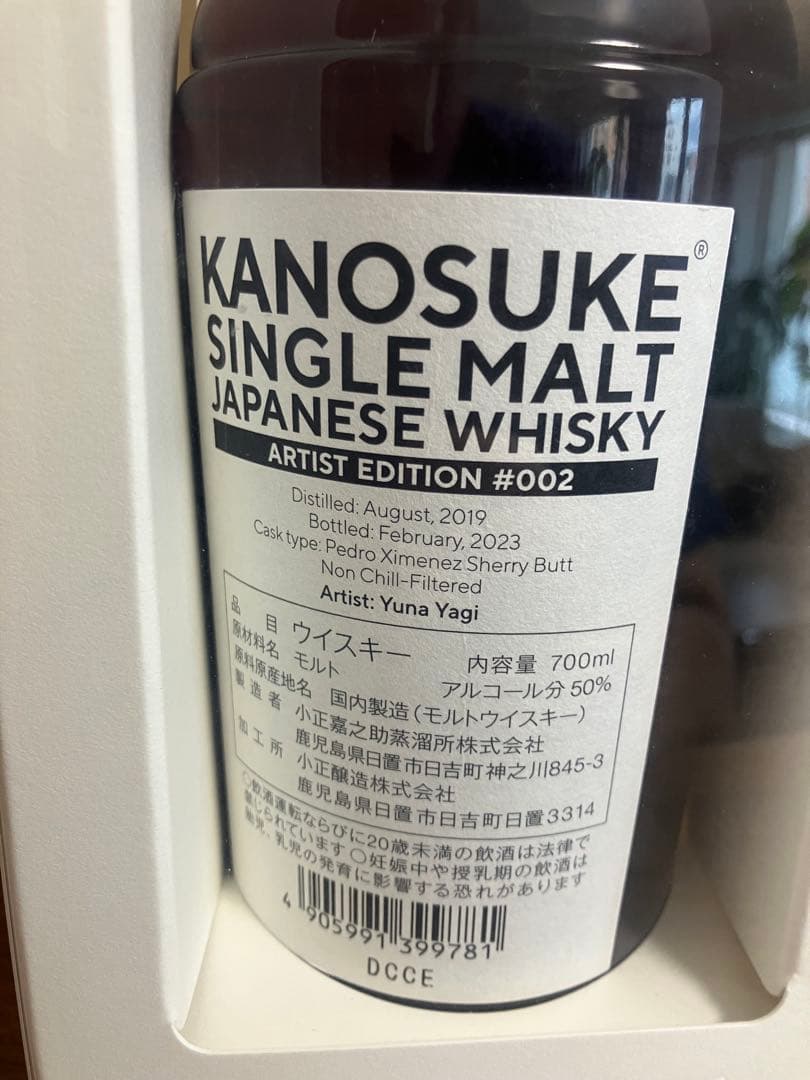 KANOSUKE®
SINGLE MALT
JAPANESE WHISKY
ARTIST EDITION #002
Distilled: August, 2019
Bottled: February, 2023
Cask type: Pedro Ximenez Sherry Butt
Non Chill-Filtered
Artist: Yuna Yagi
品目 ウイスキー 内容量 700ml
原材料名 モルト アルコール分 50%
原料原産地名 国内製造(モルトウイスキー)
製造者 小正嘉之助蒸溜所株式会社
鹿児島県日置市日吉町神之川845-3
加工所 小正醸造株式会社
鹿児島県日置市日吉町日置3314
○飲酒運転ならびに20歳未満の飲酒は法律で
禁じられています○妊娠中や授乳期の飲酒は
胎児・乳児の発育に影響する恐れがあります
4 905991 399781
DCCE